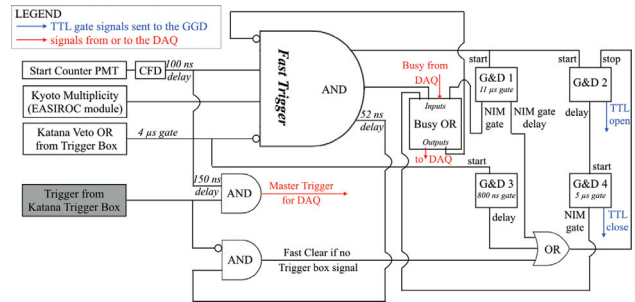 LEGEND
TTL gate signals sent to the GGD
signals from or to the DAQ
Start Counter PMT
CFD
100 ns
delay
Kyoto Multiplicity
(EASIROC module)
Katana Veto OR
from Trigger Box
4 μs gate
Trigger from
Katana Trigger Box
Fast Trigger
AND
52 ns
delay
150 ns
delay
AND
Master Trigger
for DAQ
AND
Fast Clear if no
Trigger box signal
Busy from
DAQ
Inputs
Busy OR
Outputs
to DAQ
start
G&D 1
11 μs gate
NIM
gate
NIM gate
delay
start
stop
G&D 2
delay
TTL
open
start
G&D 3
800 ns gate
delay
start
G&D 4
5 μs gate
NIM
gate
TTL
close
OR